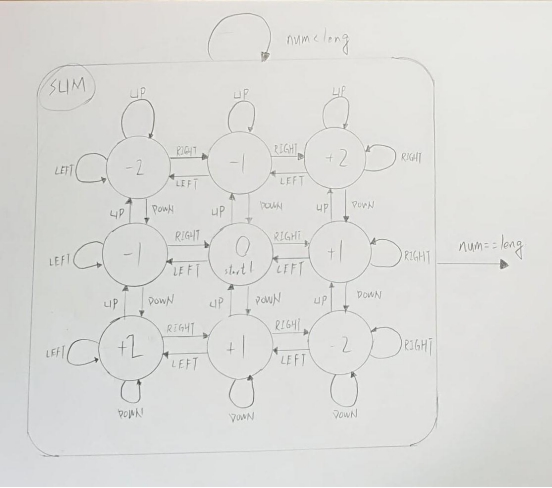 num<long
SLIM
UP UP UP
RIGHT RIGHT
LEFT -2 -1 +2 RIGHT
LEFT LEFT
UP DOWN UP DOWN UP DOWN
RIGHT RIGHT
LEFT -1 0 +1 RIGHT
start!
LEFT LEFT
num==long
UP DOWN UP DOWN UP DOWN
RIGHT RIGHT
LEFT +2 +1 -2 RIGHT
LEFT LEFT
DOWN DOWN DOWN